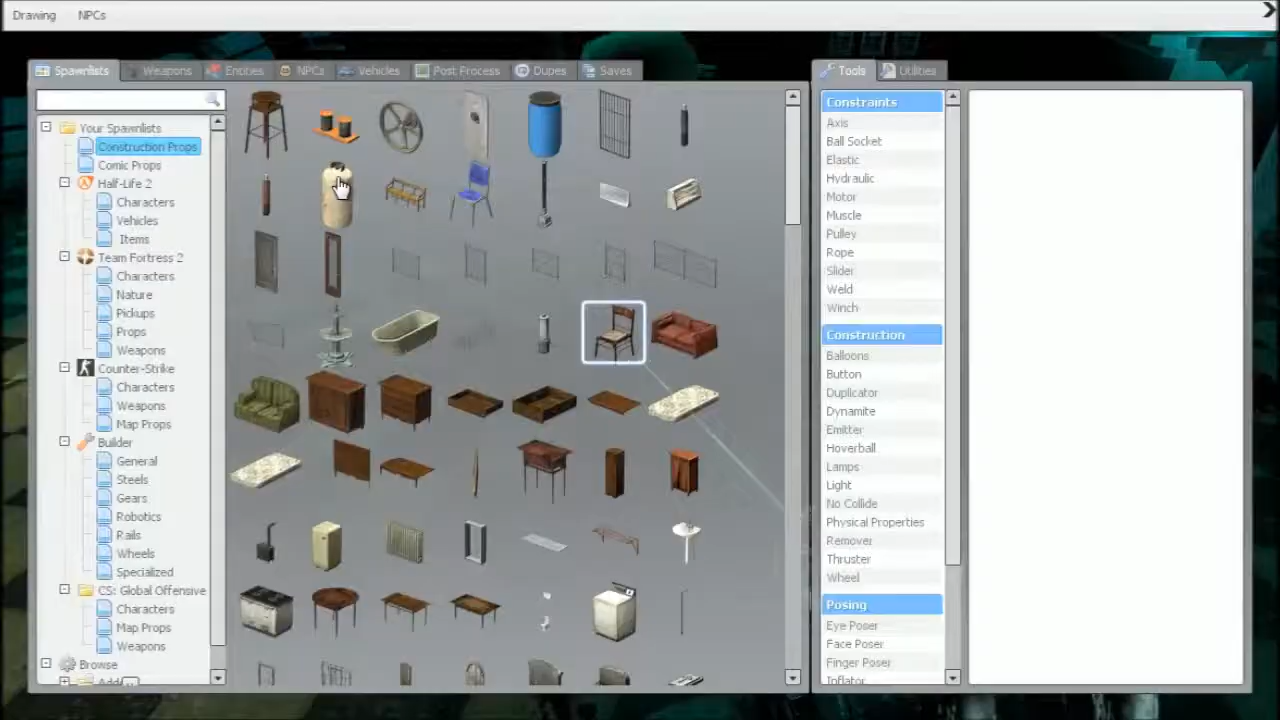 Drawing NPCs
Spawnlists Weapons Entities NPCs Vehicles Post Process Dupes Saves
Your Spawnlists
Construction Props
Comic Props
Half-Life 2
Characters
Vehicles
Items
Team Fortress 2
Characters
Nature
Pickups
Props
Weapons
Counter-Strike
Characters
Weapons
Map Props
Builder
General
Steels
Gears
Robotics
Rails
Wheels
Specialized
CS: Global Offensive
Characters
Map Props
Weapons
Browse
Tools Utilities
Constraints
Axis
Ball Socket
Elastic
Hydraulic
Motor
Muscle
Pulley
Rope
Slider
Weld
Winch
Construction
Balloons
Button
Duplicator
Dynamite
Emitter
Hoverball
Lamps
Light
No Collide
Physical Properties
Remover
Thruster
Wheel
Posing
Eye Poser
Face Poser
Finger Poser
Inflator